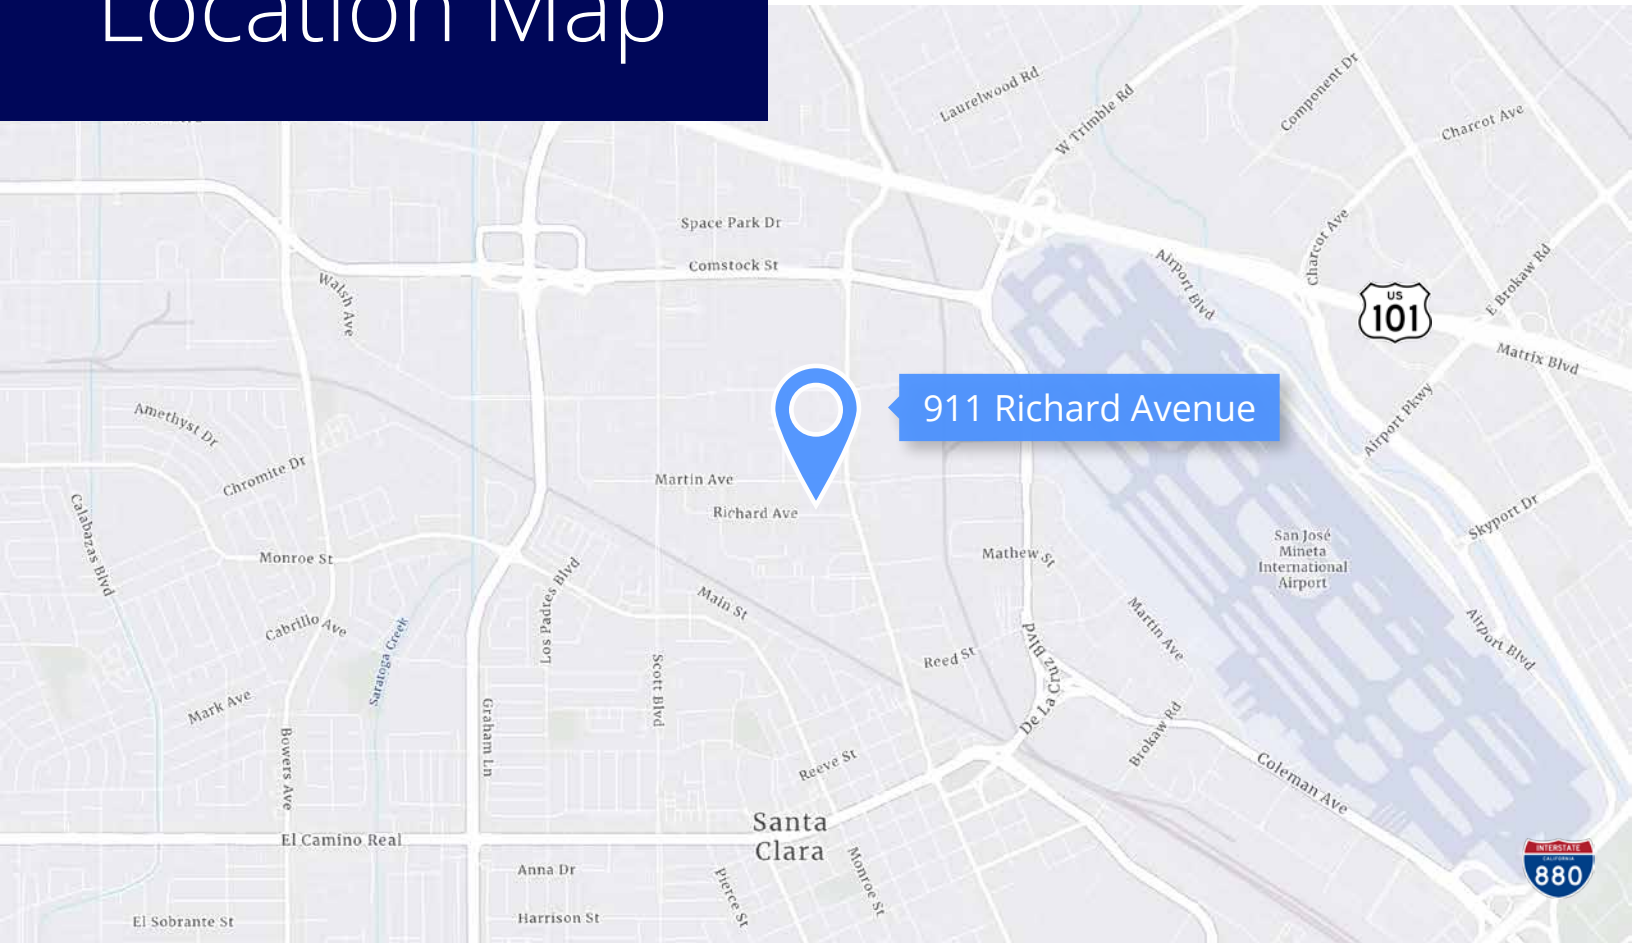 Location Map
Laurelwood Rd
W Trimble Rd
Component Dr
Charcot Ave
Space Park Dr
Comstock St
Walsh Ave
Airport Blvd
Charcot Ave
E Brokaw Rd
US
101
Matrix Blvd
911 Richard Avenue
Airport Pkwy
Amethyst Dr
Chromite Dr
Martin Ave
Richard Ave
Calabazas Blvd
Skyport Dr
San José
Mineta
International
Airport
Monroe St
Mathew St
Los Padres Blvd
Main St
Cabrillo Ave
Saratoga Creek
Martin Ave
Airport Blvd
Reed St
De La Cruz Blvd
Scott Blvd
Mark Ave
Graham Ln
Bowers Ave
Brokaw Rd
Reeve St
Coleman Ave
Santa
Clara
El Camino Real
INTERSTATE
CALIFORNIA
880
Anna Dr
Pierce St
Monroe St
Harrison St
El Sobrante St